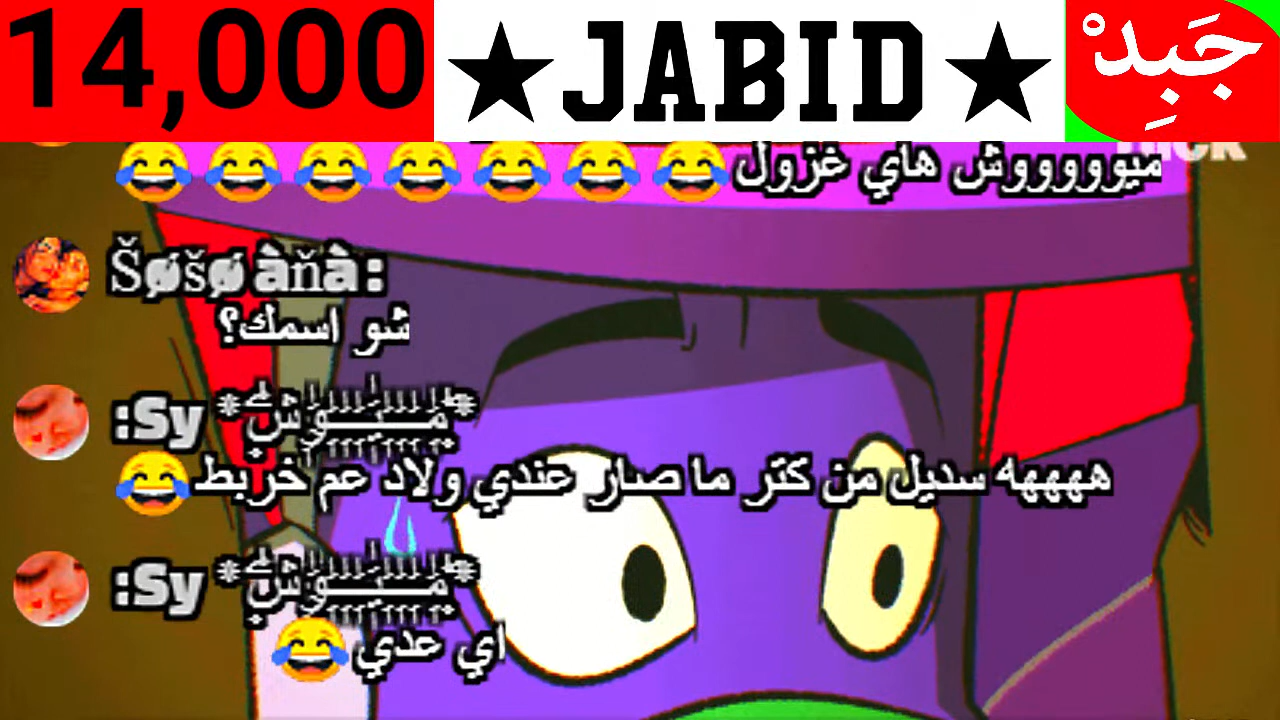 14,000 ★JABID★ جَبِدْ
ميوووووش هاي غزول 😂😂😂😂😂😂😂
Šøšø àňà:
شو اسمك؟
:Sy *مـيـوش*
هههه سديل من كتر ما صار عندي ولاد عم خربط😂
:Sy *مـيـوش*
اي عدي😂